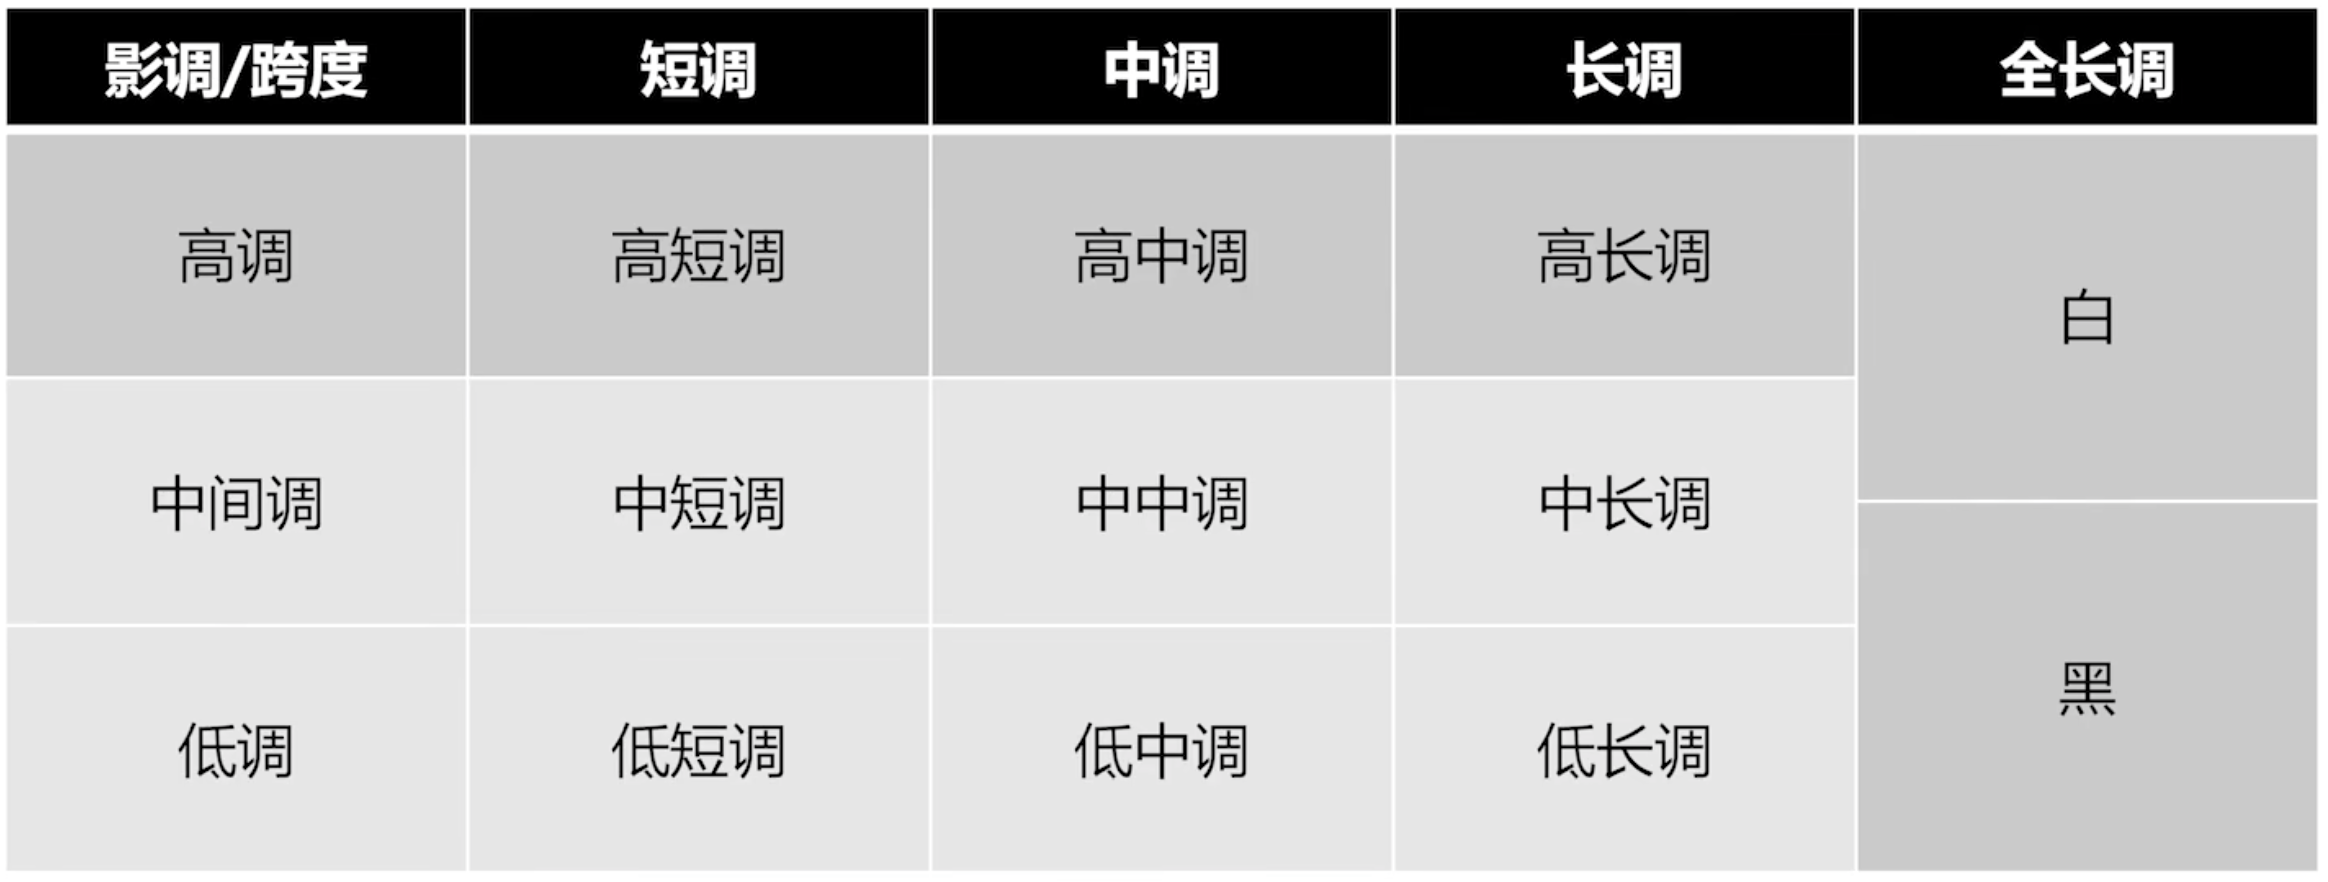 影调/跨度 短调 中调 长调 全长调
高调 高短调 高中调 高长调
白
中间调 中短调 中中调 中长调
黑
低调 低短调 低中调 低长调